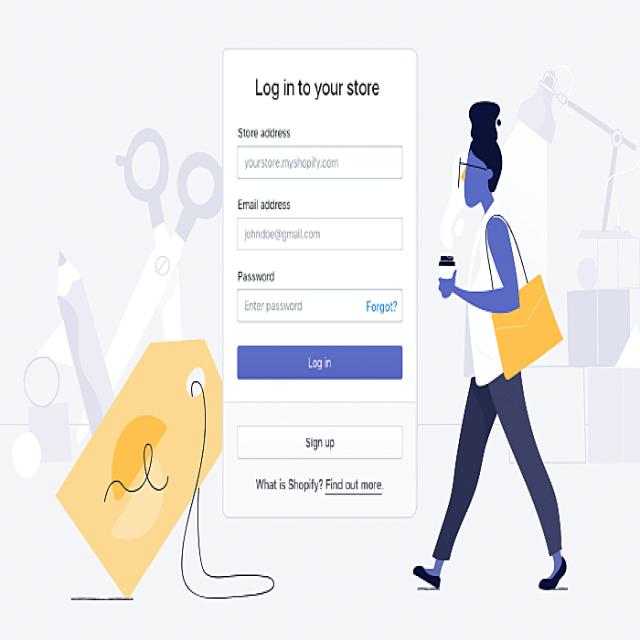 Log in to your store
Store address
yourstore.myshopify.com
Email address
johndoe@gmail.com
Password
Enter password Forgot?
Log in
Sign up
What is Shopify? Find out more.